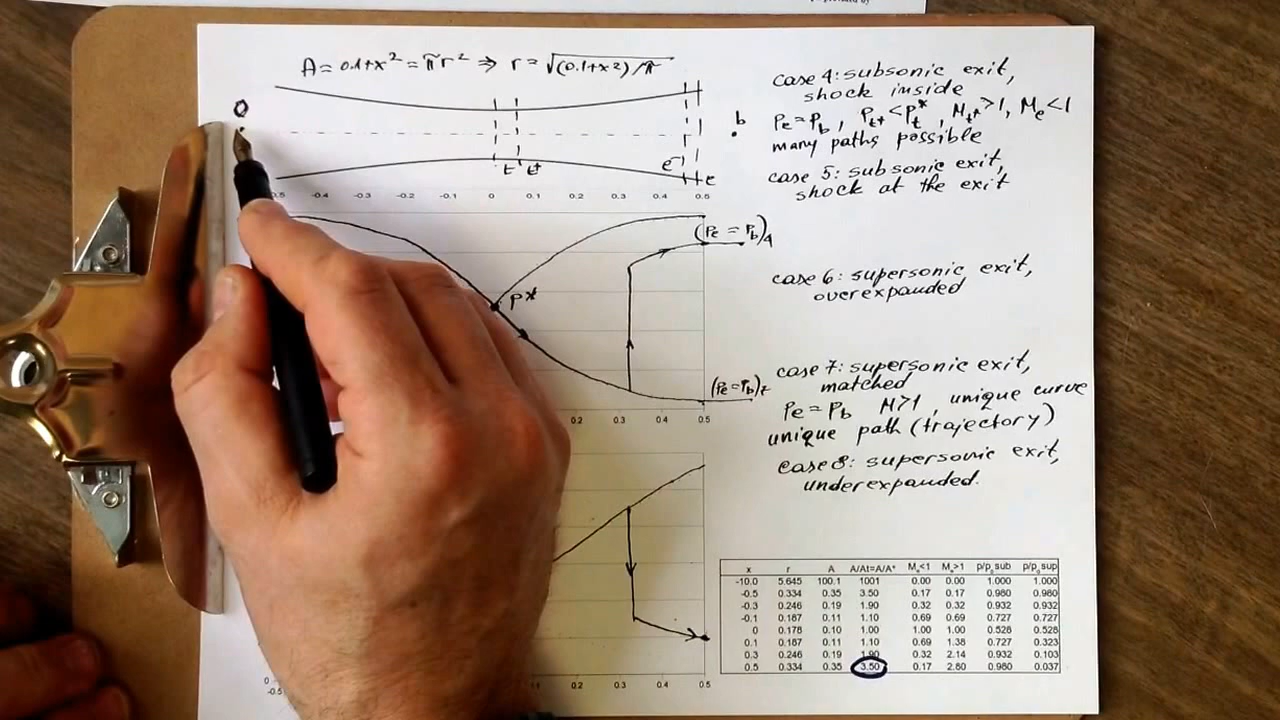 A = 0.1+x² = πr² ⇒ r = √(0.1+x²)/π
0
b
t t⁺
e⁻ e
-0.4 -0.3 -0.2 -0.1 0 0.1 0.2 0.3 0.4 0.5
p*
(Pe = Pb)4
(Pe = Pb)7
0.2 0.3 0.4 0.5
0
-0.5
0.2 0.3 0.4 0.5
case 4: subsonic exit,
shock inside
Pe = Pb, Pt+ < Pt*, Mt+ > 1, Me < 1
many paths possible
case 5: subsonic exit,
shock at the exit
case 6: supersonic exit,
overexpanded
case 7: supersonic exit,
matched
Pe = Pb M>1, unique curve
unique path (trajectory)
case 8: supersonic exit,
underexpanded.
x r A A/At=A/A* Me<1 Me>1 p/p0 sub p/p0 sup
-10.0 5.645 100.1 1001 0.00 0.00 1.000 1.000
-0.5 0.334 0.35 3.50 0.17 0.17 0.980 0.980
-0.3 0.246 0.19 1.90 0.32 0.32 0.932 0.932
-0.1 0.187 0.11 1.10 0.69 0.69 0.727 0.727
0 0.178 0.10 1.00 1.00 1.00 0.528 0.528
0.1 0.187 0.11 1.10 0.69 1.38 0.727 0.323
0.3 0.246 0.19 1.90 0.32 2.14 0.932 0.103
0.5 0.334 0.35 3.50 0.17 2.80 0.980 0.037